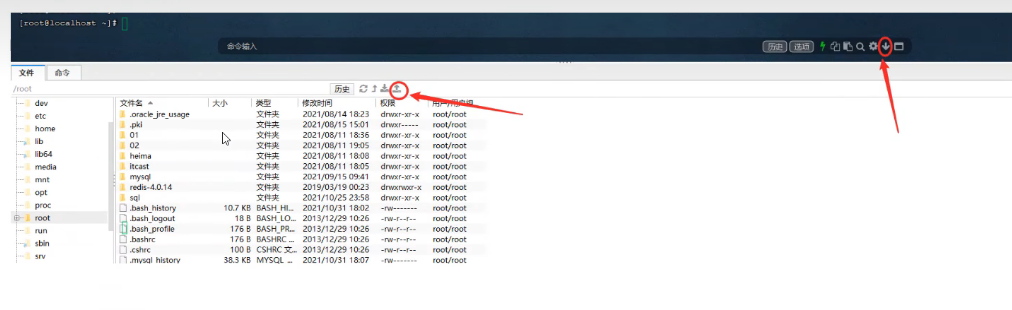 [root@localhost ~]#
命令输入 历史 选项
文件 命令
/root 历史
文件名 大小 类型 修改时间 权限 用户/用户组
dev
etc
home
lib
lib64
media
mnt
opt
proc
root
run
sbin
srv
.oracle_jre_usage 文件夹 2021/08/14 18:23 drwxr-xr-x root/root
.pki 文件夹 2021/08/15 15:01 drwxr----- root/root
01 文件夹 2021/08/11 18:36 drwxr-xr-x root/root
02 文件夹 2021/08/11 19:05 drwxr-xr-x root/root
heima 文件夹 2021/08/11 18:08 drwxr-xr-x root/root
itcast 文件夹 2021/08/11 18:05 drwxr-xr-x root/root
mysql 文件夹 2021/09/15 09:41 drwxr-xr-x root/root
redis-4.0.14 文件夹 2019/03/19 00:23 drwxrwxr-x root/root
sql 文件夹 2021/10/25 23:58 drwxr-xr-x root/root
.bash_history 10.7 KB BASH_HI... 2021/10/31 18:02 -rw------- root/root
.bash_logout 18 B BASH_LO... 2013/12/29 10:26 -rw-r--r-- root/root
.bash_profile 176 B BASH_PR... 2013/12/29 10:26 -rw-r--r-- root/root
.bashrc 176 B BASHRC ... 2013/12/29 10:26 -rw-r--r-- root/root
.cshrc 100 B CSHRC 文... 2013/12/29 10:26 -rw-r--r-- root/root
.mysql_history 38.3 KB MYSQL_... 2021/10/31 18:07 -rw------- root/root